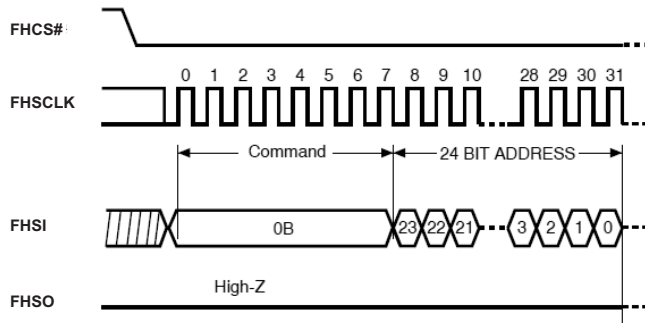 FHCS#
0 1 2 3 4 5 6 7 8 9 10 28 29 30 31
FHSCLK
Command 24 BIT ADDRESS
FHSI 0B 23 22 21 3 2 1 0
High-Z
FHSO